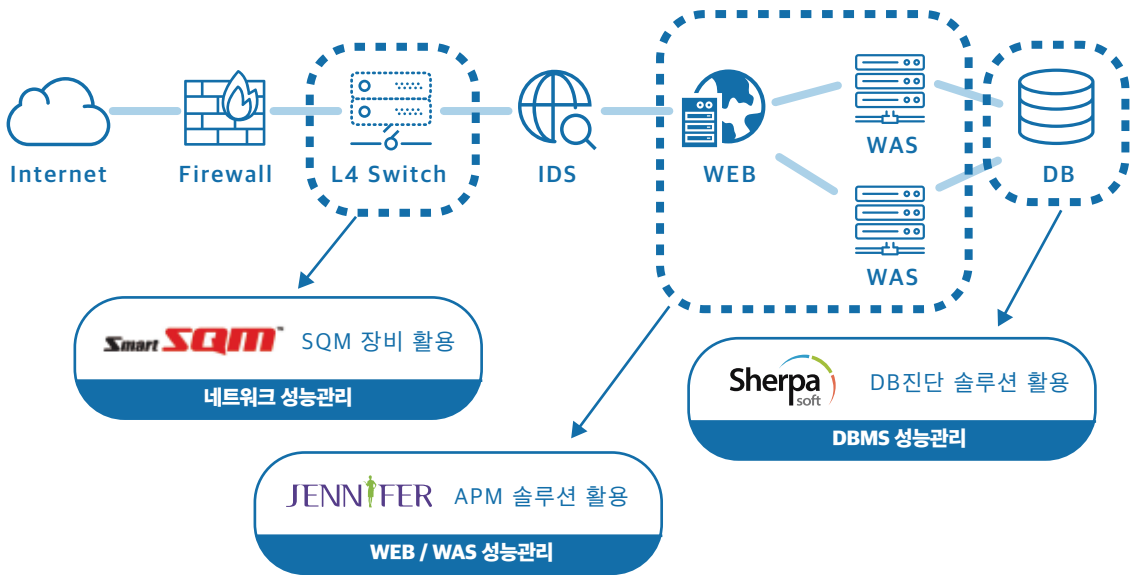 Internet
Firewall
L4 Switch
IDS
WEB
WAS
WAS
DB
Smart SQM™ SQM 장비 활용
네트워크 성능관리
Sherpa soft DB진단 솔루션 활용
DBMS 성능관리
JENNIFER APM 솔루션 활용
WEB / WAS 성능관리